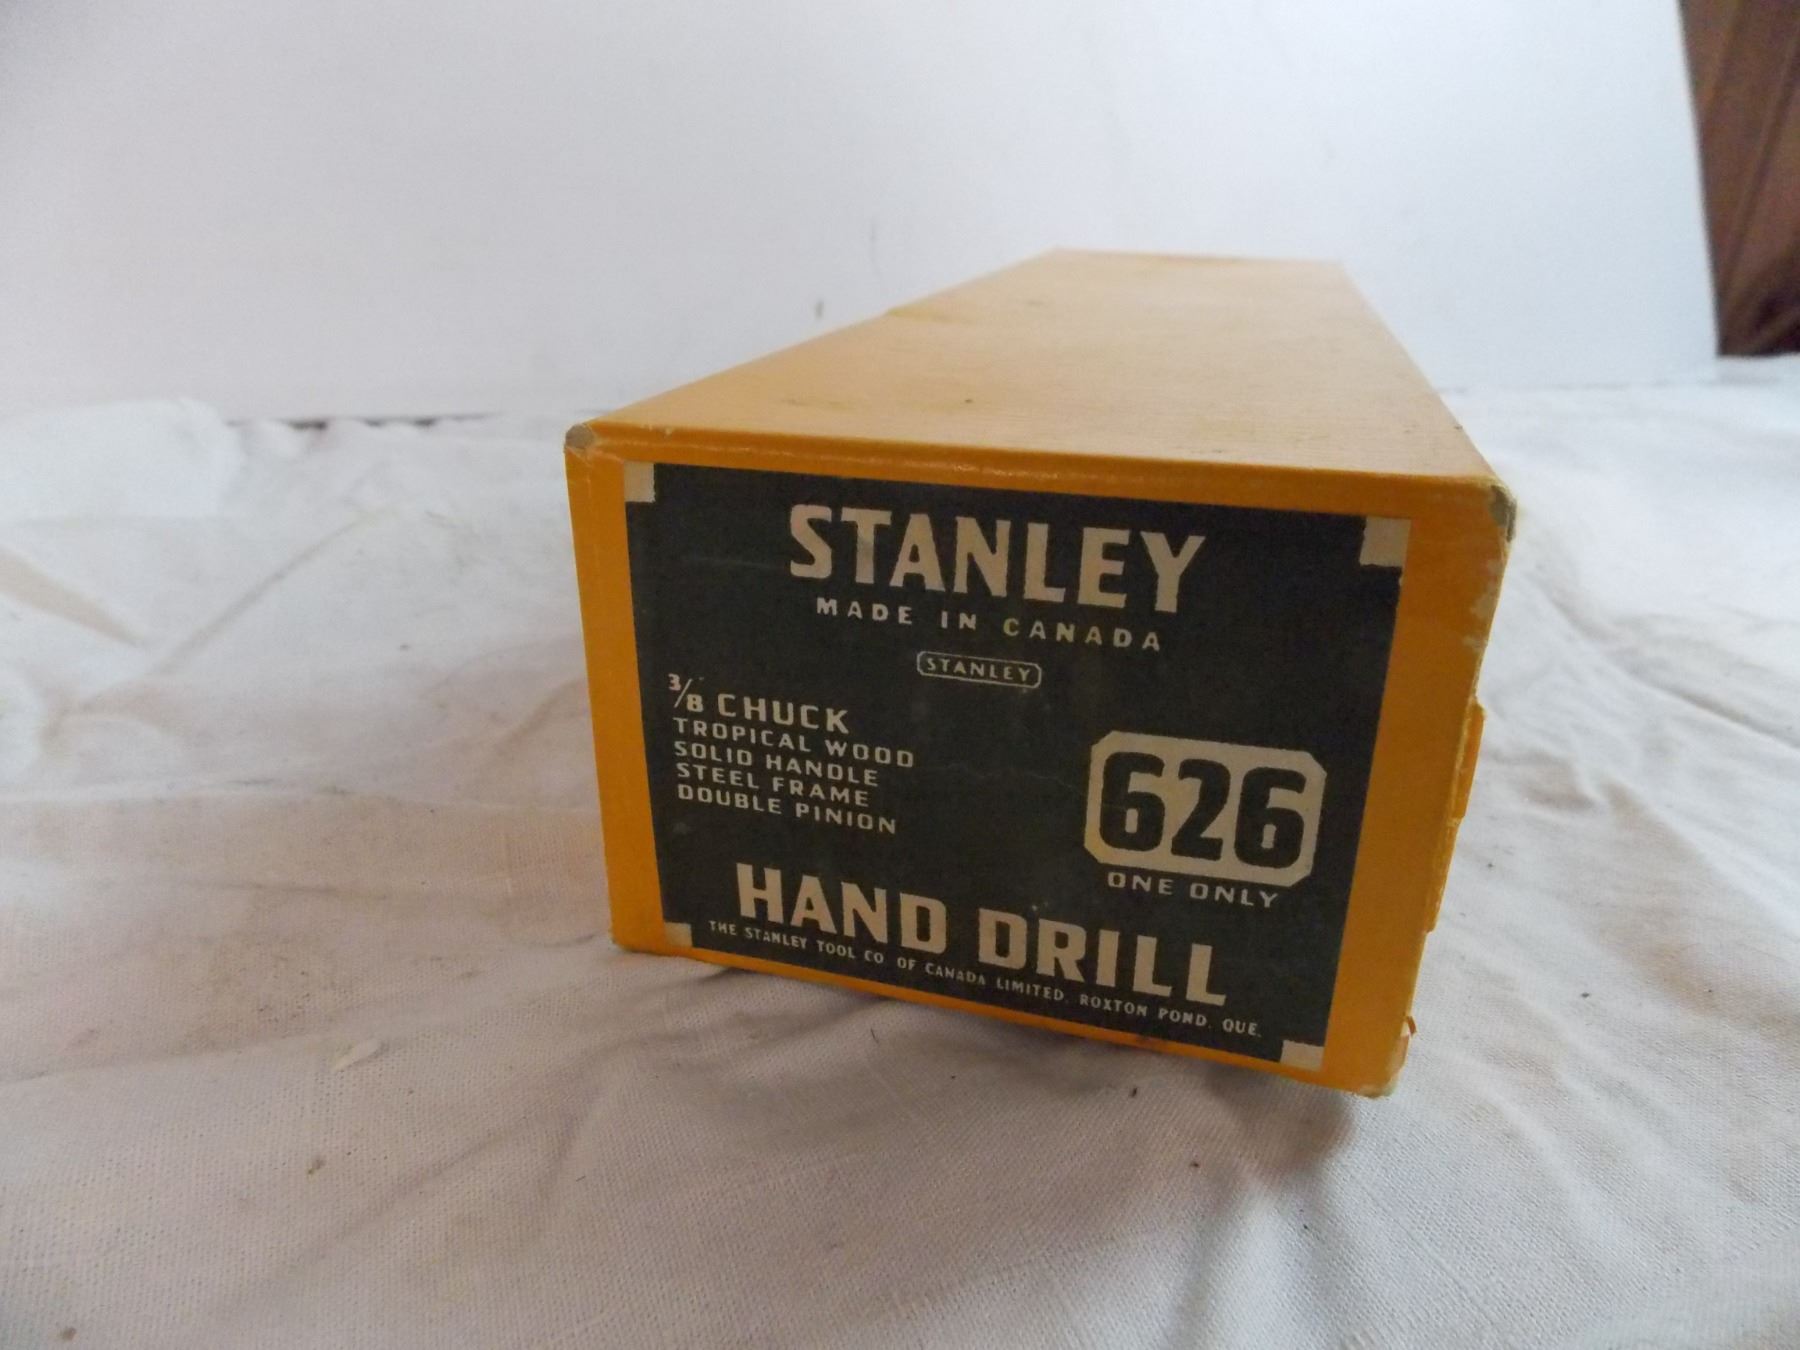 STANLEY
MADE IN CANADA
STANLEY
3/8 CHUCK
TROPICAL WOOD
SOLID HANDLE
STEEL FRAME
DOUBLE PINION
626
ONE ONLY
HAND DRILL
THE STANLEY TOOL CO OF CANADA LIMITED, ROXTON POND, QUE.